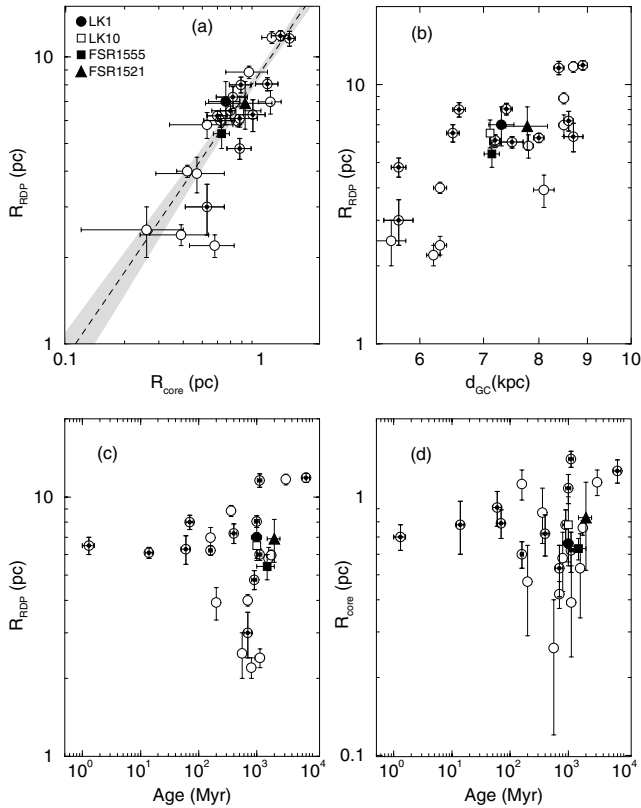 LK1
LK10
FSR1555
FSR1521
(a)
10
1
R_RDP (pc)
0.1
1
R_core (pc)
(b)
10
1
R_RDP (pc)
6
7
8
9
10
d_GC(kpc)
(c)
10
1
R_RDP (pc)
10^0
10^1
10^2
10^3
10^4
Age (Myr)
(d)
1
0.1
R_core (pc)
10^0
10^1
10^2
10^3
10^4
Age (Myr)